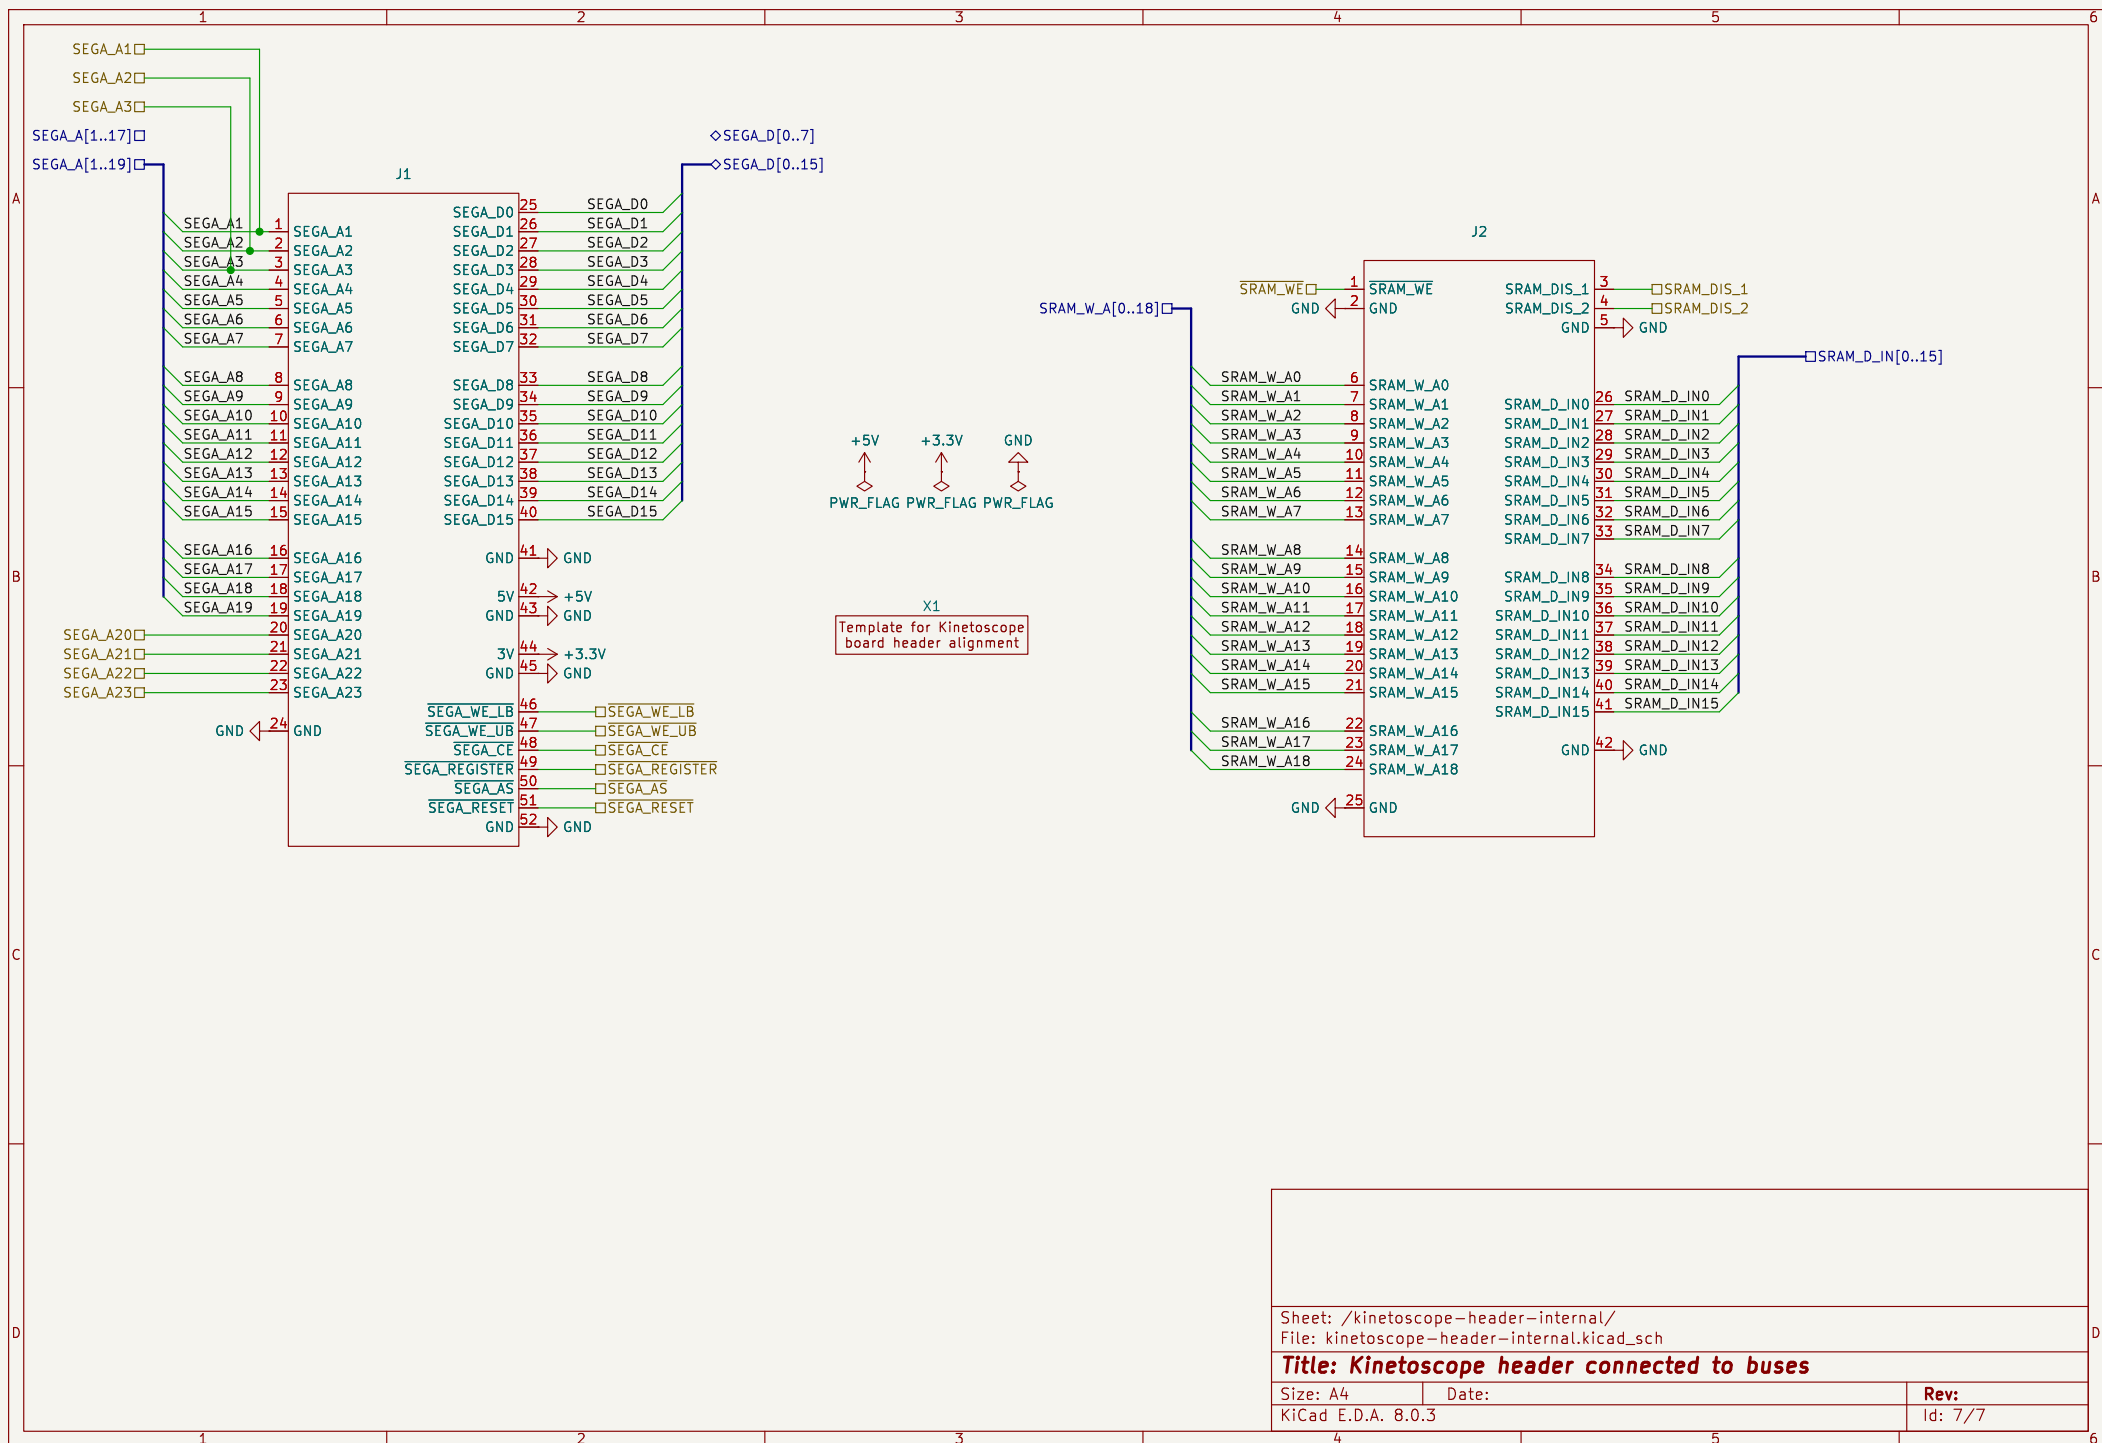 1 2 3 4 5 6
SEGA_A1
SEGA_A2
SEGA_A3
SEGA_A[1..17]
SEGA_A[1..19]
SEGA_D[0..7]
SEGA_D[0..15]
A
A
J1
SEGA_A1 1 SEGA_A1
SEGA_A2 2 SEGA_A2
SEGA_A3 3 SEGA_A3
SEGA_A4 4 SEGA_A4
SEGA_A5 5 SEGA_A5
SEGA_A6 6 SEGA_A6
SEGA_A7 7 SEGA_A7
SEGA_A8 8 SEGA_A8
SEGA_A9 9 SEGA_A9
SEGA_A10 10 SEGA_A10
SEGA_A11 11 SEGA_A11
SEGA_A12 12 SEGA_A12
SEGA_A13 13 SEGA_A13
SEGA_A14 14 SEGA_A14
SEGA_A15 15 SEGA_A15
SEGA_A16 16 SEGA_A16
SEGA_A17 17 SEGA_A17
SEGA_A18 18 SEGA_A18
SEGA_A19 19 SEGA_A19
SEGA_A20 20 SEGA_A20
SEGA_A21 21 SEGA_A21
SEGA_A22 22 SEGA_A22
SEGA_A23 23 SEGA_A23
GND 24 GND
SEGA_D0 25 SEGA_D0
SEGA_D1 26 SEGA_D1
SEGA_D2 27 SEGA_D2
SEGA_D3 28 SEGA_D3
SEGA_D4 29 SEGA_D4
SEGA_D5 30 SEGA_D5
SEGA_D6 31 SEGA_D6
SEGA_D7 32 SEGA_D7
SEGA_D8 33 SEGA_D8
SEGA_D9 34 SEGA_D9
SEGA_D10 35 SEGA_D10
SEGA_D11 36 SEGA_D11
SEGA_D12 37 SEGA_D12
SEGA_D13 38 SEGA_D13
SEGA_D14 39 SEGA_D14
SEGA_D15 40 SEGA_D15
GND 41 GND
5V 42 +5V
GND 43 GND
3V 44 +3.3V
GND 45 GND
SEGA_WE_LB 46 SEGA_WE_LB
SEGA_WE_UB 47 SEGA_WE_UB
SEGA_CE 48 SEGA_CE
SEGA_REGISTER 49 SEGA_REGISTER
SEGA_AS 50 SEGA_AS
SEGA_RESET 51 SEGA_RESET
GND 52 GND
+5V +3.3V GND
PWR_FLAG PWR_FLAG PWR_FLAG
X1
Template for Kinetoscope
board header alignment
J2
SRAM_W_A[0..18]
SRAM_WE 1 SRAM_WE
GND 2 GND
SRAM_W_A0 6 SRAM_W_A0
SRAM_W_A1 7 SRAM_W_A1
SRAM_W_A2 8 SRAM_W_A2
SRAM_W_A3 9 SRAM_W_A3
SRAM_W_A4 10 SRAM_W_A4
SRAM_W_A5 11 SRAM_W_A5
SRAM_W_A6 12 SRAM_W_A6
SRAM_W_A7 13 SRAM_W_A7
SRAM_W_A8 14 SRAM_W_A8
SRAM_W_A9 15 SRAM_W_A9
SRAM_W_A10 16 SRAM_W_A10
SRAM_W_A11 17 SRAM_W_A11
SRAM_W_A12 18 SRAM_W_A12
SRAM_W_A13 19 SRAM_W_A13
SRAM_W_A14 20 SRAM_W_A14
SRAM_W_A15 21 SRAM_W_A15
SRAM_W_A16 22 SRAM_W_A16
SRAM_W_A17 23 SRAM_W_A17
SRAM_W_A18 24 SRAM_W_A18
GND 25 GND
SRAM_DIS_1 3 SRAM_DIS_1
SRAM_DIS_2 4 SRAM_DIS_2
GND 5 GND
SRAM_D_IN[0..15]
SRAM_D_IN0 26 SRAM_D_IN0
SRAM_D_IN1 27 SRAM_D_IN1
SRAM_D_IN2 28 SRAM_D_IN2
SRAM_D_IN3 29 SRAM_D_IN3
SRAM_D_IN4 30 SRAM_D_IN4
SRAM_D_IN5 31 SRAM_D_IN5
SRAM_D_IN6 32 SRAM_D_IN6
SRAM_D_IN7 33 SRAM_D_IN7
SRAM_D_IN8 34 SRAM_D_IN8
SRAM_D_IN9 35 SRAM_D_IN9
SRAM_D_IN10 36 SRAM_D_IN10
SRAM_D_IN11 37 SRAM_D_IN11
SRAM_D_IN12 38 SRAM_D_IN12
SRAM_D_IN13 39 SRAM_D_IN13
SRAM_D_IN14 40 SRAM_D_IN14
SRAM_D_IN15 41 SRAM_D_IN15
GND 42 GND
B
B
C
C
D
D
Sheet: /kinetoscope-header-internal/
File: kinetoscope-header-internal.kicad_sch
Title: Kinetoscope header connected to buses
Size: A4 Date: Rev:
KiCad E.D.A. 8.0.3 Id: 7/7
1 2 3 4 5 6